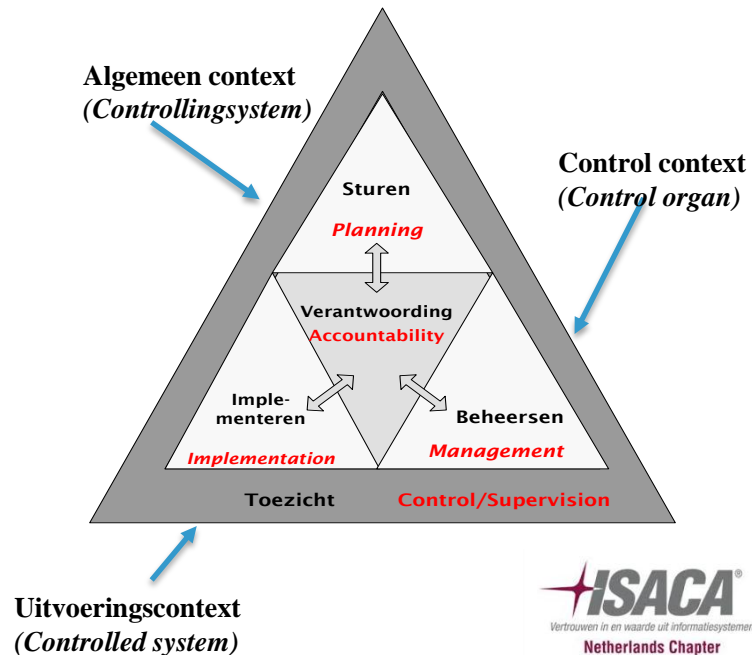 Algemeen context
(Controllingsystem)
Control context
(Control organ)
Sturen
Planning
Verantwoording
Accountability
Imple-
menteren
Implementation
Beheersen
Management
Toezicht Control/Supervision
Uitvoeringscontext
(Controlled system)
ISACA®
Vertrouwen in en waarde uit informatiesystemen
Netherlands Chapter